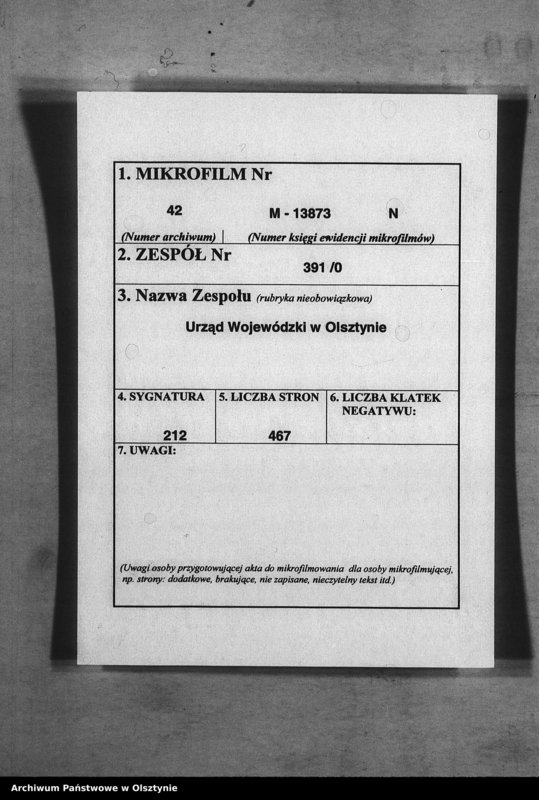 1. MIKROFILM Nr
42 M - 13873 N
(Numer archiwum) (Numer księgi ewidencji mikrofilmów)
2. ZESPÓŁ Nr
391 /0
3. Nazwa Zespołu (rubryka nieobowiązkowa)
Urząd Wojewódzki w Olsztynie
4. SYGNATURA 5. LICZBA STRON 6. LICZBA KLATEK
NEGATYWU:
212 467
7. UWAGI:
(Uwagi osoby przygotowującej akta do mikrofilmowania dla osoby mikrofilmującej,
np. strony: dodatkowe, brakujące, nie zapisane, nieczytelny tekst itd.)
Archiwum Państwowe w Olsztynie